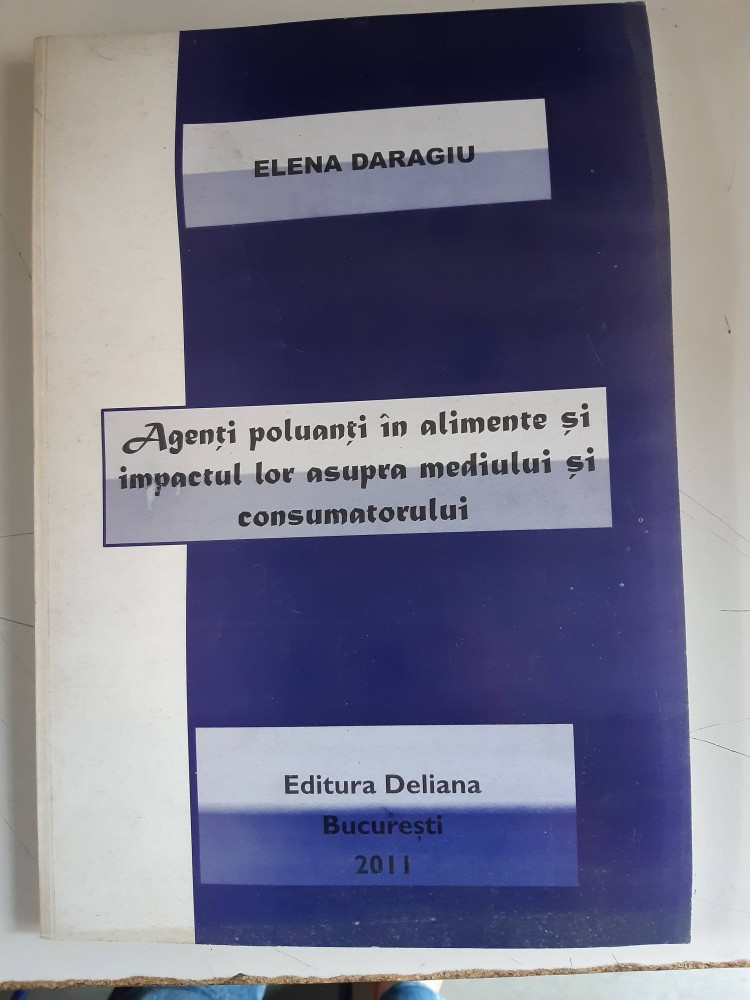 ELENA DARAGIU
Agenți poluanți în alimente și
impactul lor asupra mediului și
consumatorului
Editura Deliana
București
2011